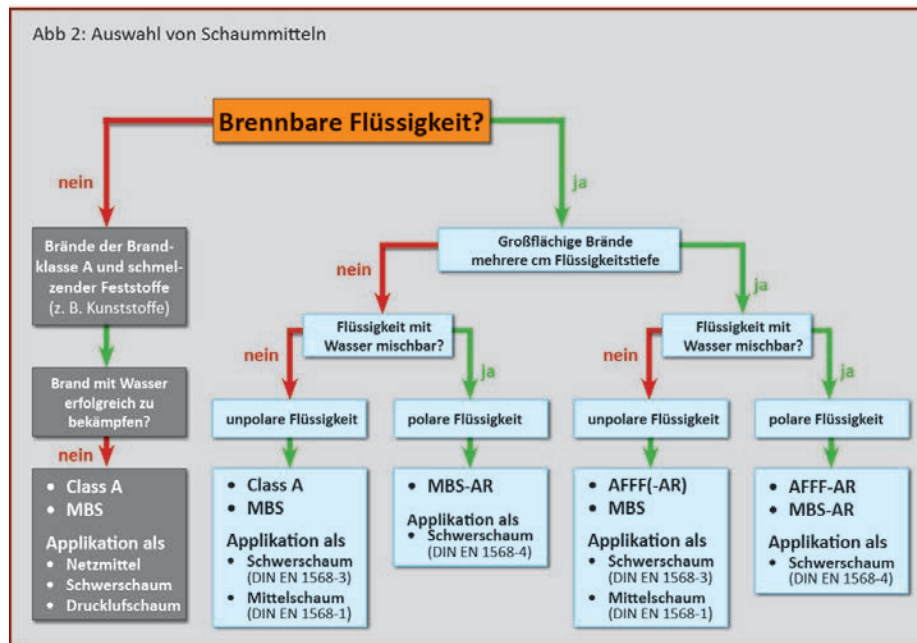 Abb 2: Auswahl von Schaummitteln
Brennbare Flüssigkeit?
nein
ja
Brände der Brand-
klasse A und schmel-
zender Feststoffe
(z. B. Kunststoffe)
Großflächige Brände
mehrere cm Flüssigkeitstiefe
nein
ja
Flüssigkeit mit
Wasser mischbar?
Flüssigkeit mit
Wasser mischbar?
nein
ja
nein
ja
Brand mit Wasser
erfolgreich zu
bekämpfen?
unpolare Flüssigkeit
polare Flüssigkeit
unpolare Flüssigkeit
polare Flüssigkeit
nein
• Class A
• MBS
Applikation als
• Netzmittel
• Schwerschaum
• Druckluftschaum
• Class A
• MBS
Applikation als
• Schwerschaum
(DIN EN 1568-3)
• Mittelschaum
(DIN EN 1568-1)
• MBS-AR
Applikation als
• Schwerschaum
(DIN EN 1568-4)
• AFFF(-AR)
• MBS
Applikation als
• Schwerschaum
(DIN EN 1568-3)
• Mittelschaum
(DIN EN 1568-1)
• AFFF-AR
• MBS-AR
Applikation als
• Schwerschaum
(DIN EN 1568-4)